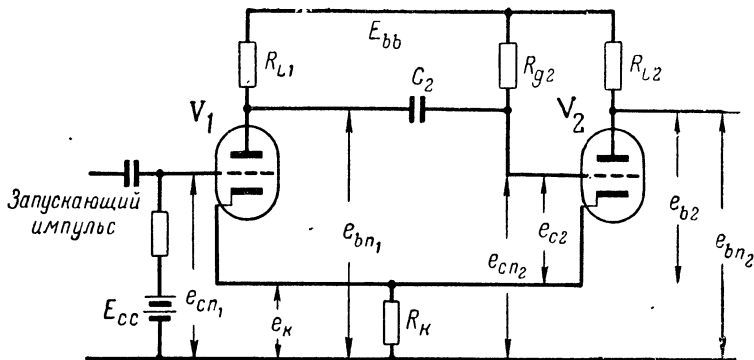 E_bb
R_L1
C_2
R_g2
R_L2
V_1
V_2
Запускающий
импульс
e_bn1
e_c2
e_b2
e_cn2
e_bn2
E_cc
e_cn1
e_к
R_к